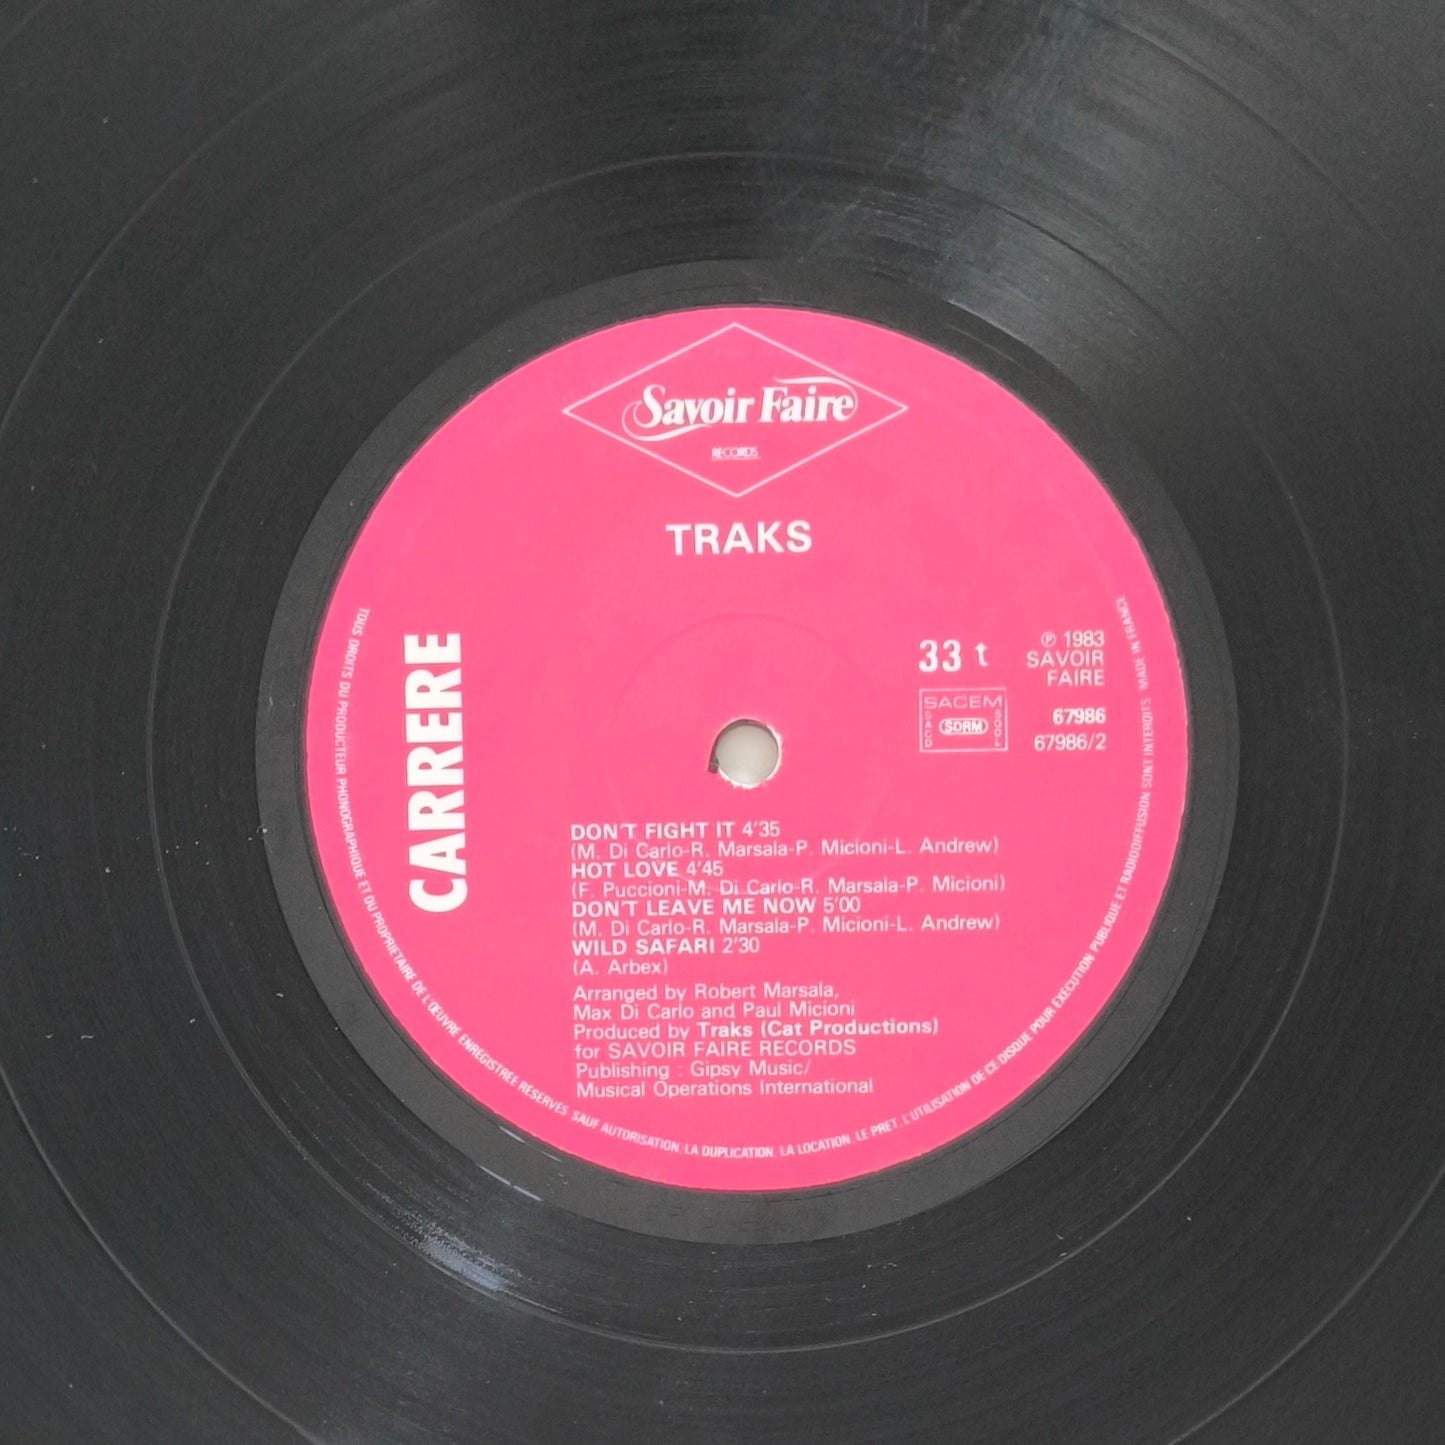 Savoir Faire
RECORDS
TRAKS
CARRERE
33 t
℗ 1983
SAVOIR
FAIRE
67986
67986/2
SACEM
SACD
SDRM
SGDL
DON'T FIGHT IT 4'35
(M. Di Carlo-R. Marsala-P. Micioni-L. Andrew)
HOT LOVE 4'45
(F. Puccioni-M. Di Carlo-R. Marsala-P. Micioni)
DON'T LEAVE ME NOW 5'00
(M. Di Carlo-R. Marsala-P. Micioni-L. Andrew)
WILD SAFARI 2'30
(A. Arbex)
Arranged by Robert Marsala,
Max Di Carlo and Paul Micioni
Produced by Traks (Cat Productions)
for SAVOIR FAIRE RECORDS
Publishing : Gipsy Music/
Musical Operations International
TOUS DROITS DU PRODUCTEUR PHONOGRAPHIQUE ET DU PROPRIETAIRE DE L'ŒUVRE ENREGISTREE RESERVES SAUF AUTORISATION, LA DUPLICATION, LA LOCATION, LE PRET, L'UTILISATION DE CE DISQUE POUR EXECUTION PUBLIQUE ET RADIODIFFUSION SONT INTERDITS MADE IN FRANCE